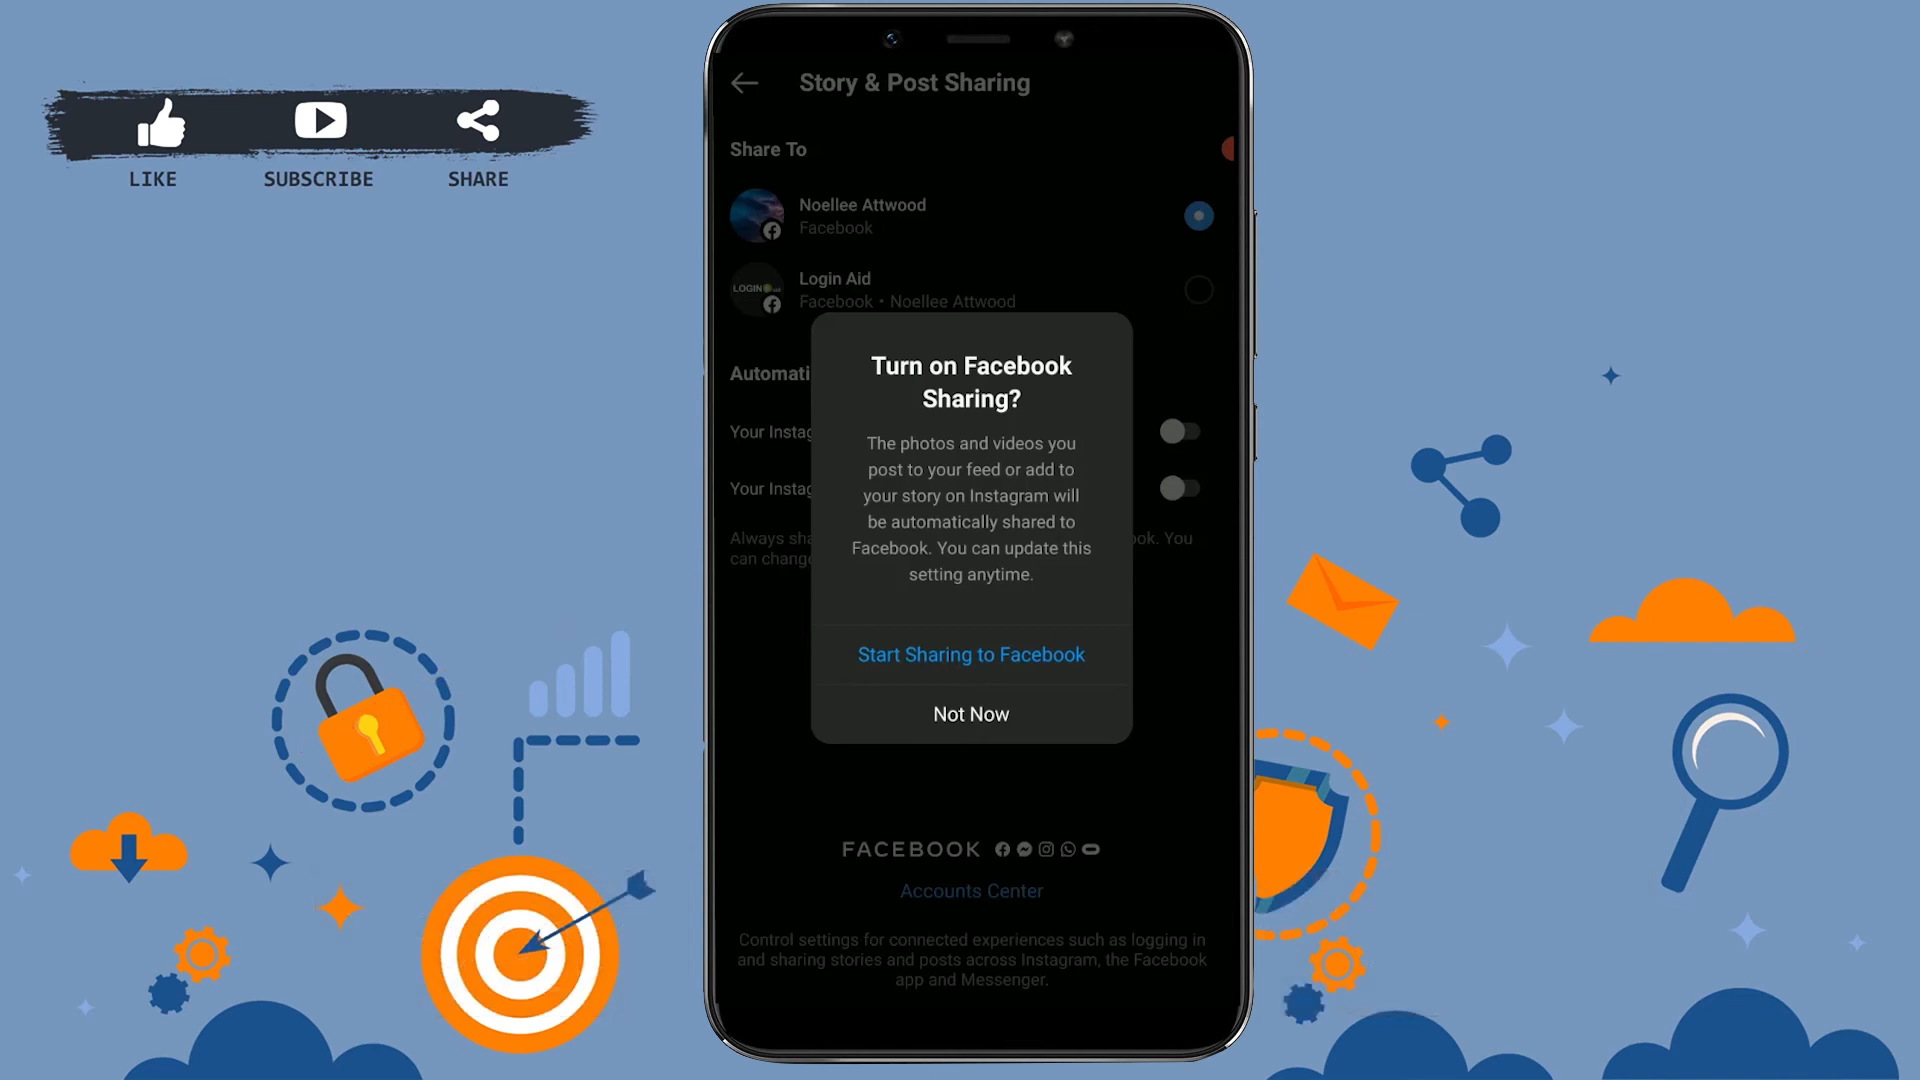 LIKE
SUBSCRIBE
SHARE
Story & Post Sharing
Share To
Noellee Attwood
Facebook
LOGIN
Login Aid
Facebook • Noellee Attwood
Turn on Facebook
Sharing?
The photos and videos you
post to your feed or add to
your story on Instagram will
be automatically shared to
Facebook. You can update this
setting anytime.
Start Sharing to Facebook
Not Now
Automati
Your Instag
Your Instag
Always sha ok. You
can change
FACEBOOK
Accounts Center
Control settings for connected experiences such as logging in
and sharing stories and posts across Instagram, the Facebook
app and Messenger.